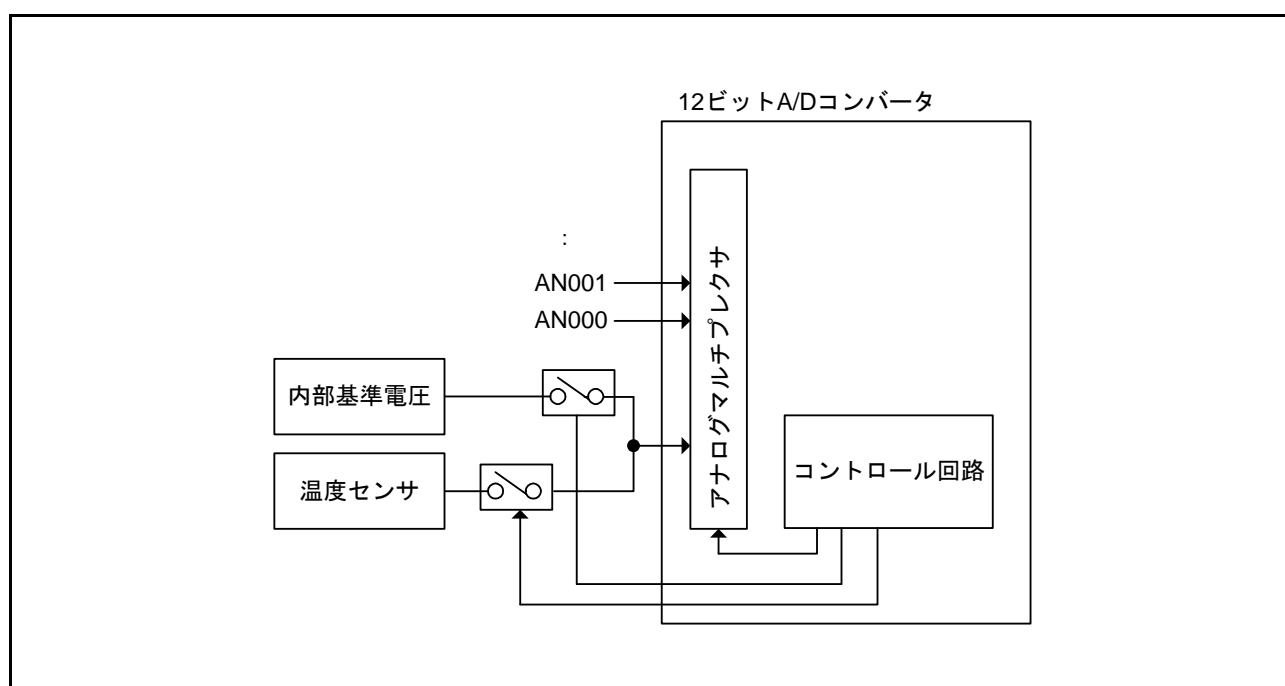 12ビットA/Dコンバータ
:
AN001
AN000
アナログマルチプレクサ
内部基準電圧
温度センサ
コントロール回路